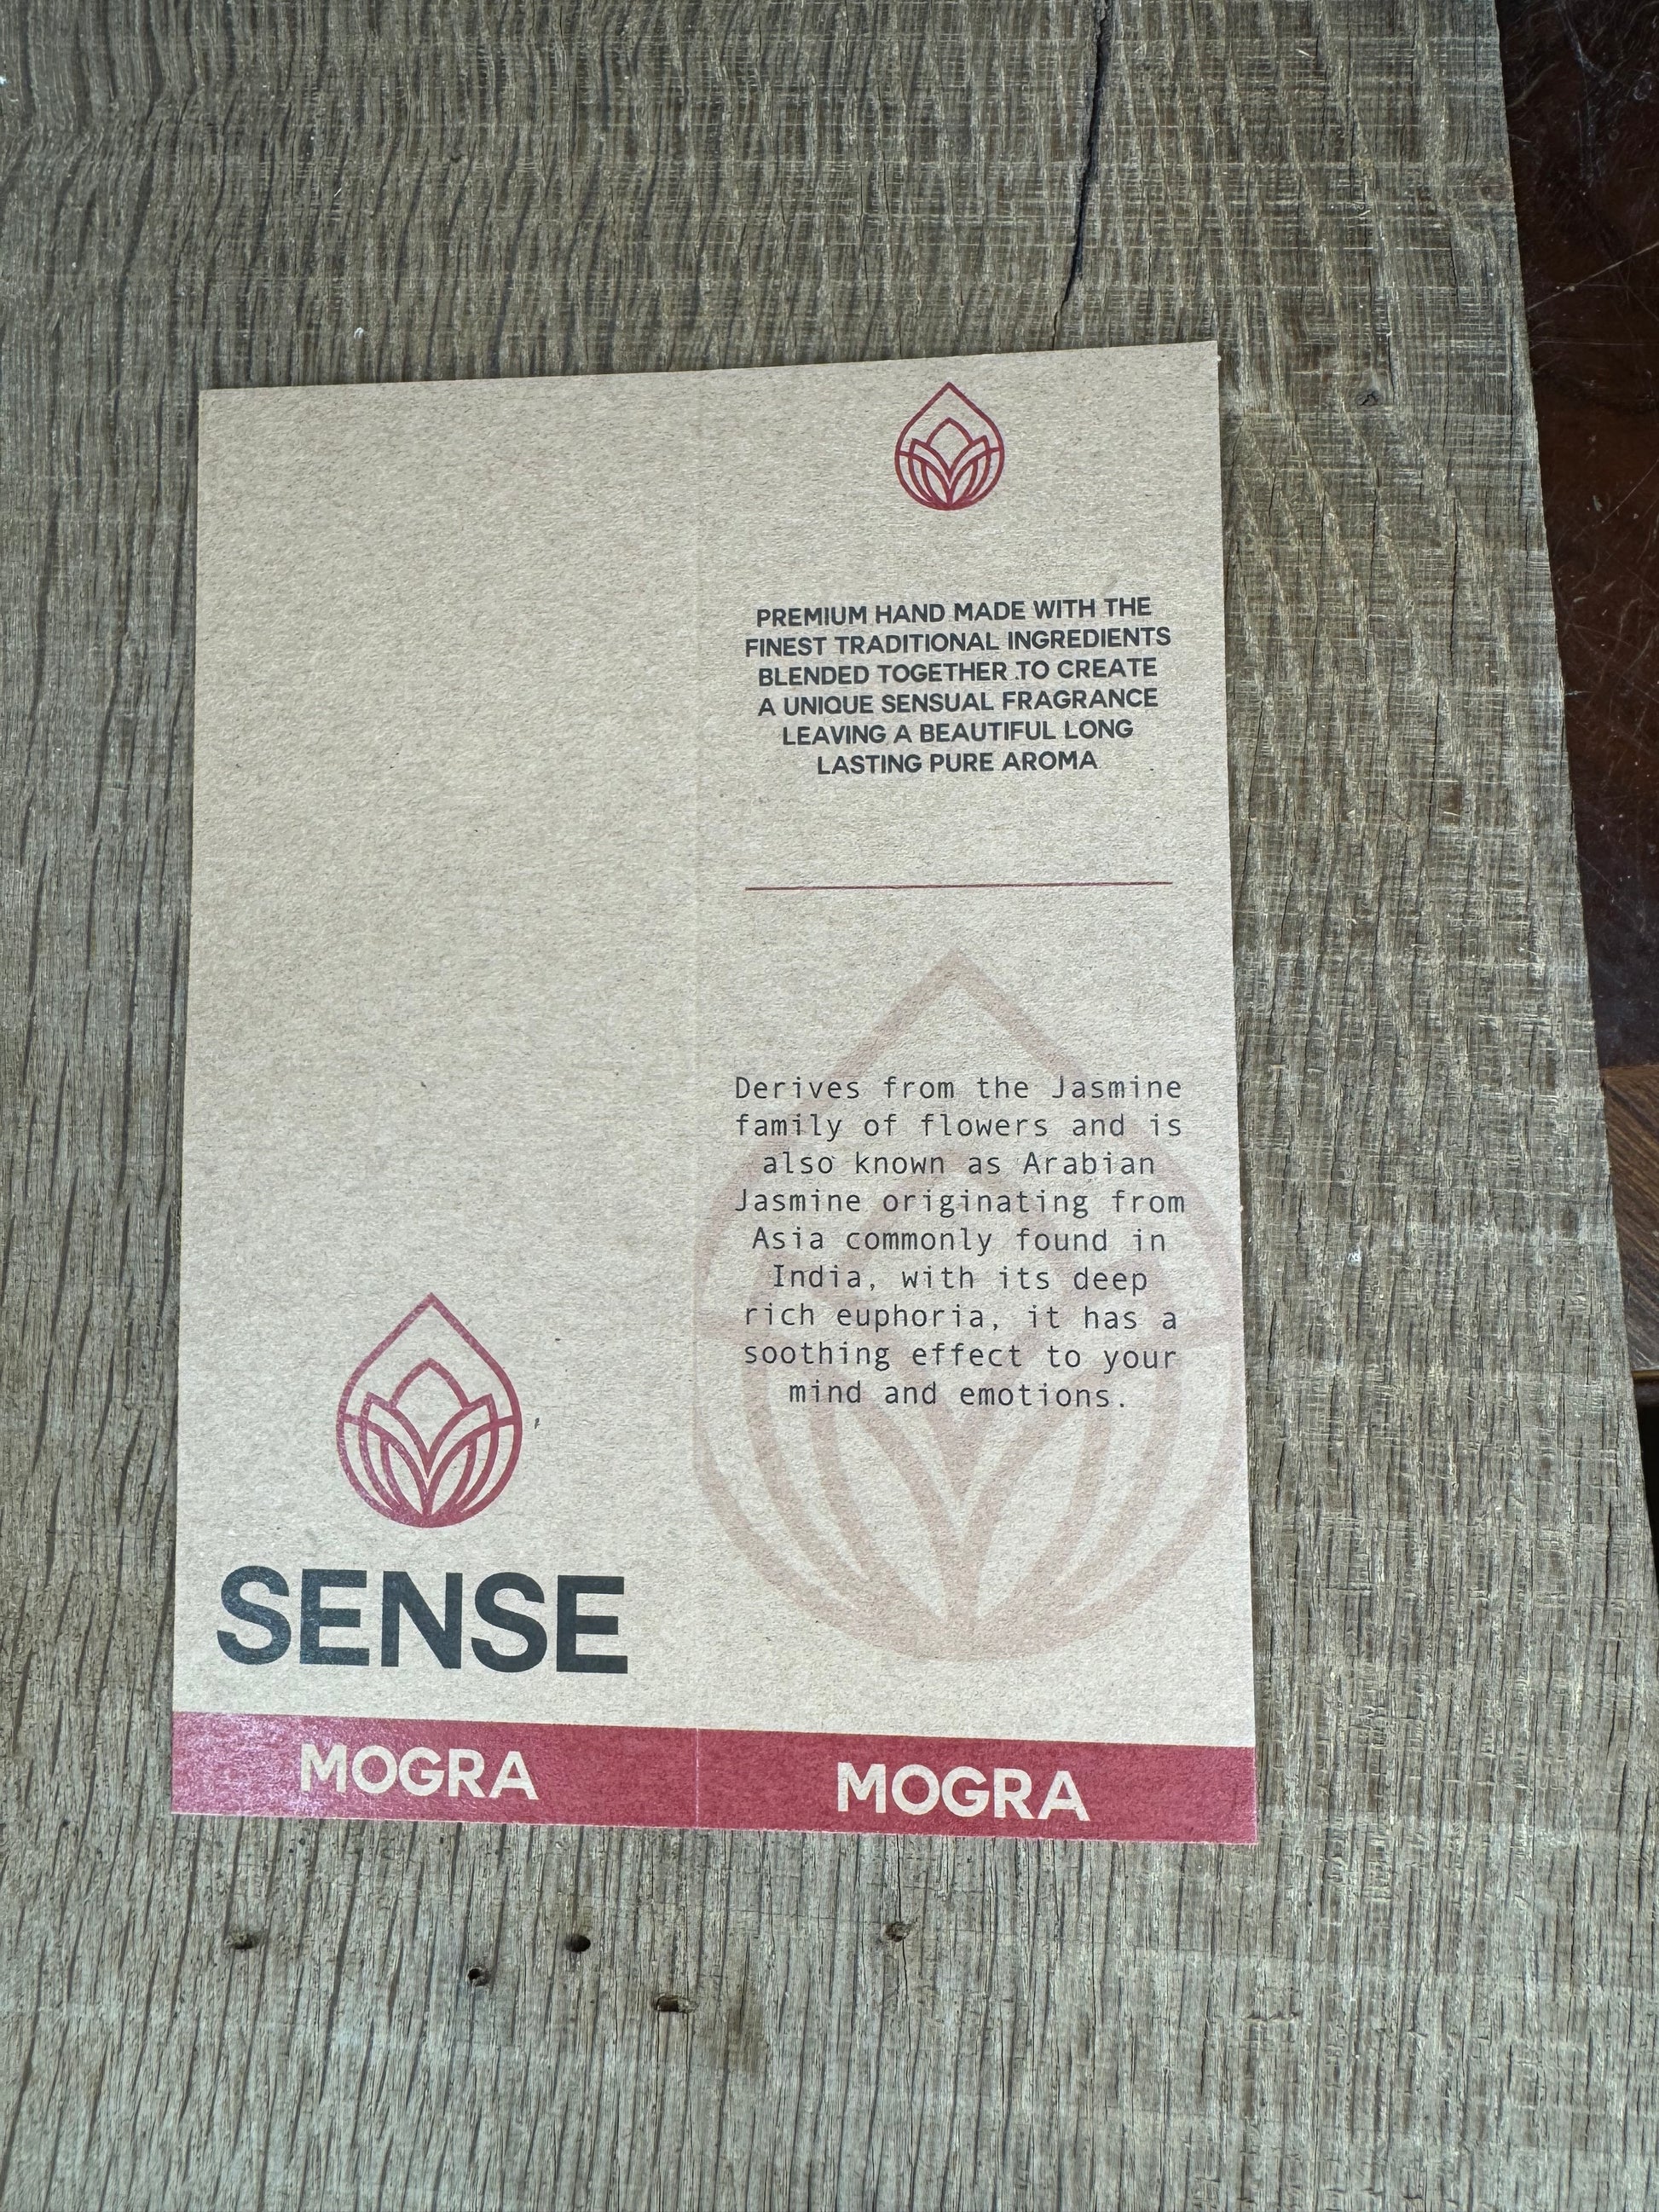 SENSE
MOGRA
PREMIUM HAND MADE WITH THE
FINEST TRADITIONAL INGREDIENTS
BLENDED TOGETHER TO CREATE
A UNIQUE SENSUAL FRAGRANCE
LEAVING A BEAUTIFUL LONG
LASTING PURE AROMA
Derives from the Jasmine
family of flowers and is
also known as Arabian
Jasmine originating from
Asia commonly found in
India, with its deep
rich euphoria, it has a
soothing effect to your
mind and emotions.
MOGRA